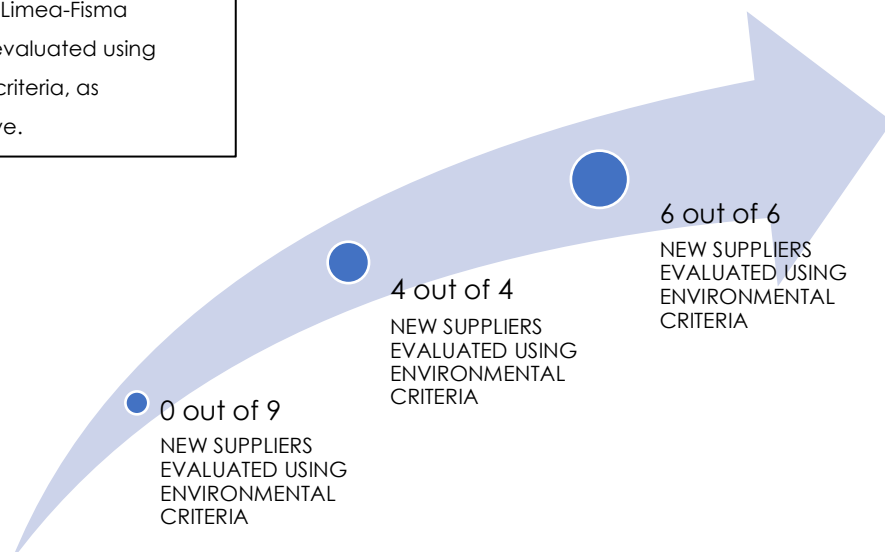 Limea-Fisma
evaluated using
criteria, as
6 out of 6
NEW SUPPLIERS
EVALUATED USING
ENVIRONMENTAL
CRITERIA
4 out of 4
NEW SUPPLIERS
EVALUATED USING
ENVIRONMENTAL
CRITERIA
0 out of 9
NEW SUPPLIERS
EVALUATED USING
ENVIRONMENTAL
CRITERIA